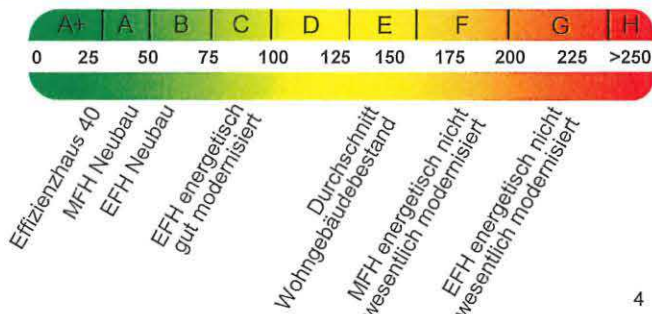 A+ A B C D E F G H
0 25 50 75 100 125 150 175 200 225 >250
Effizienzhaus 40
MFH Neubau
EFH Neubau
EFH energetisch
gut modernisiert
Durchschnitt
Wohngebäudebestand
MFH energetisch nicht
wesentlich modernisiert
EFH energetisch nicht
wesentlich modernisiert
4